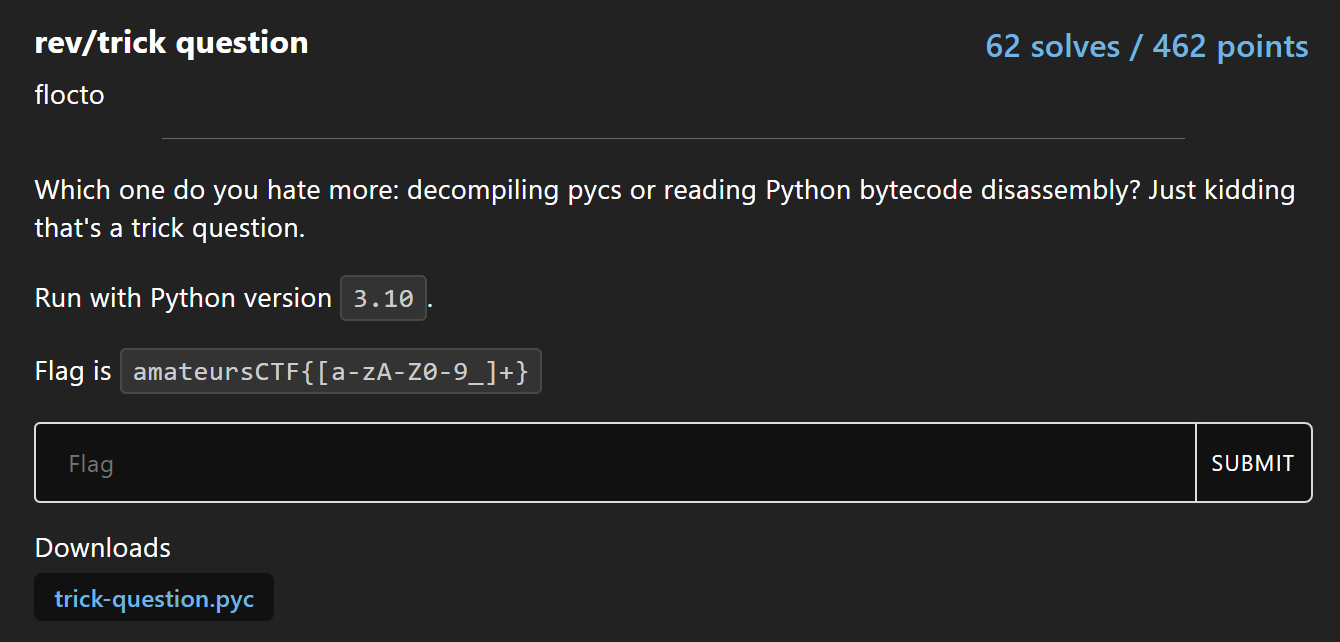 rev/trick question
62 solves / 462 points
flocto
Which one do you hate more: decompiling pycs or reading Python bytecode disassembly? Just kidding
that's a trick question.
Run with Python version 3.10.
Flag is amateursCTF{[a-zA-Z0-9_]+}
Flag
SUBMIT
Downloads
trick-question.pyc